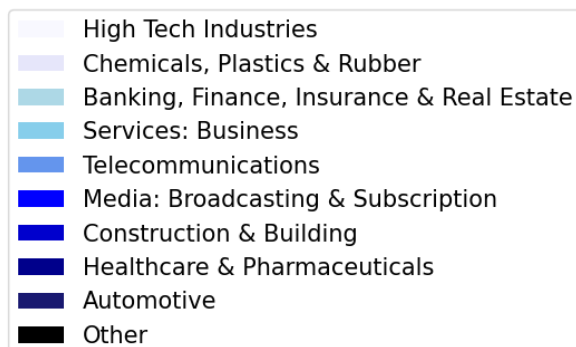 High Tech Industries
Chemicals, Plastics & Rubber
Banking, Finance, Insurance & Real Estate
Services: Business
Telecommunications
Media: Broadcasting & Subscription
Construction & Building
Healthcare & Pharmaceuticals
Automotive
Other